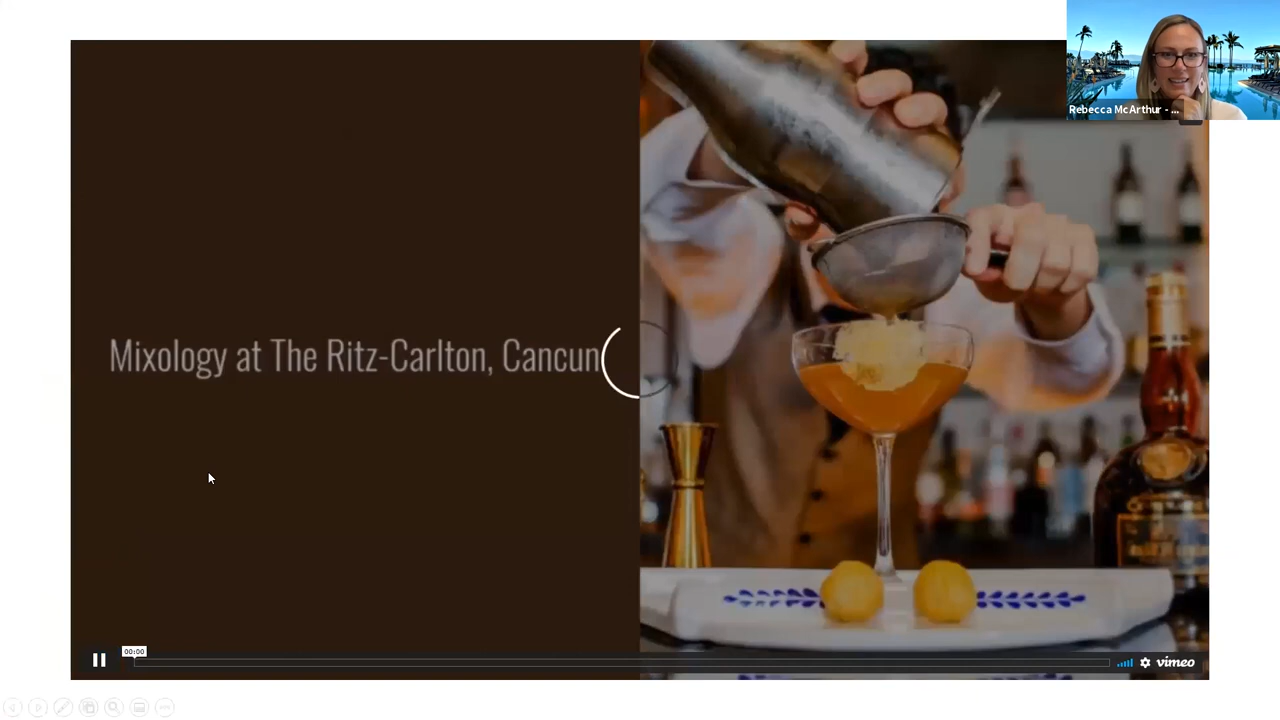 Rebecca McArthur - ...
Mixology at The Ritz-Carlton, Cancun
00:00
vimeo